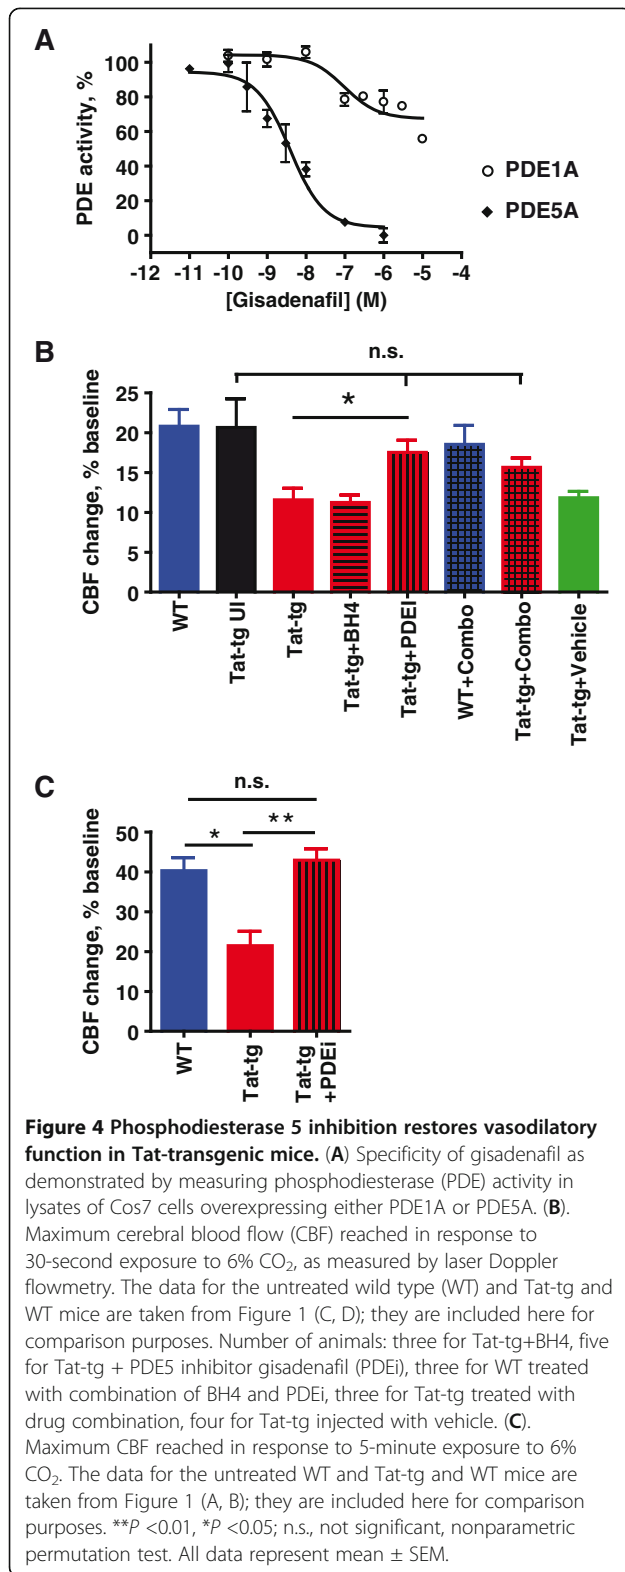 A
PDE activity, %
100
80
60
40
20
0
-12 -11 -10 -9 -8 -7 -6 -5 -4
[Gisadenafil] (M)
PDE1A
PDE5A
B
n.s.
*
CBF change, % baseline
25
20
15
10
5
0
WT
Tat-tg UI
Tat-tg
Tat-tg+BH4
Tat-tg+PDEI
WT+Combo
Tat-tg+Combo
Tat-tg+Vehicle
C
n.s.
* **
CBF change, % baseline
50
40
30
20
10
0
WT
Tat-tg
Tat-tg
+PDEi
Figure 4 Phosphodiesterase 5 inhibition restores vasodilatory
function in Tat-transgenic mice. (A) Specificity of gisadenafil as
demonstrated by measuring phosphodiesterase (PDE) activity in
lysates of Cos7 cells overexpressing either PDE1A or PDE5A. (B).
Maximum cerebral blood flow (CBF) reached in response to
30-second exposure to 6% CO₂, as measured by laser Doppler
flowmetry. The data for the untreated wild type (WT) and Tat-tg and
WT mice are taken from Figure 1 (C, D); they are included here for
comparison purposes. Number of animals: three for Tat-tg+BH4, five
for Tat-tg + PDE5 inhibitor gisadenafil (PDEi), three for WT treated
with combination of BH4 and PDEi, three for Tat-tg treated with
drug combination, four for Tat-tg injected with vehicle. (C).
Maximum CBF reached in response to 5-minute exposure to 6%
CO₂. The data for the untreated WT and Tat-tg and WT mice are
taken from Figure 1 (A, B); they are included here for comparison
purposes. **P <0.01, *P <0.05; n.s., not significant, nonparametric
permutation test. All data represent mean ± SEM.